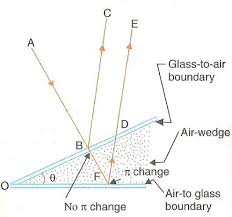 C
E
A
Glass-to-air
boundary
D
B
Air-wedge
θ
F
π change
O
Air-to glass
boundary
No π change